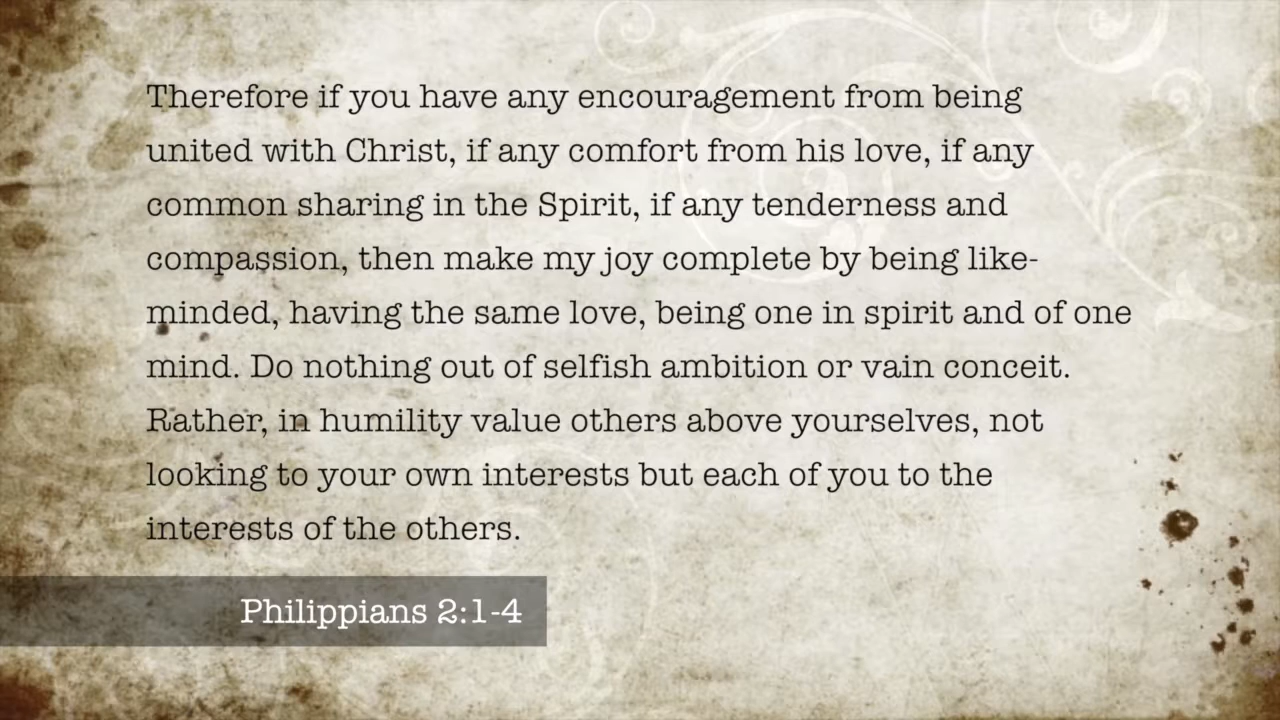 Therefore if you have any encouragement from being
united with Christ, if any comfort from his love, if any
common sharing in the Spirit, if any tenderness and
compassion, then make my joy complete by being like-
minded, having the same love, being one in spirit and of one
mind. Do nothing out of selfish ambition or vain conceit.
Rather, in humility value others above yourselves, not
looking to your own interests but each of you to the
interests of the others.
Philippians 2:1-4